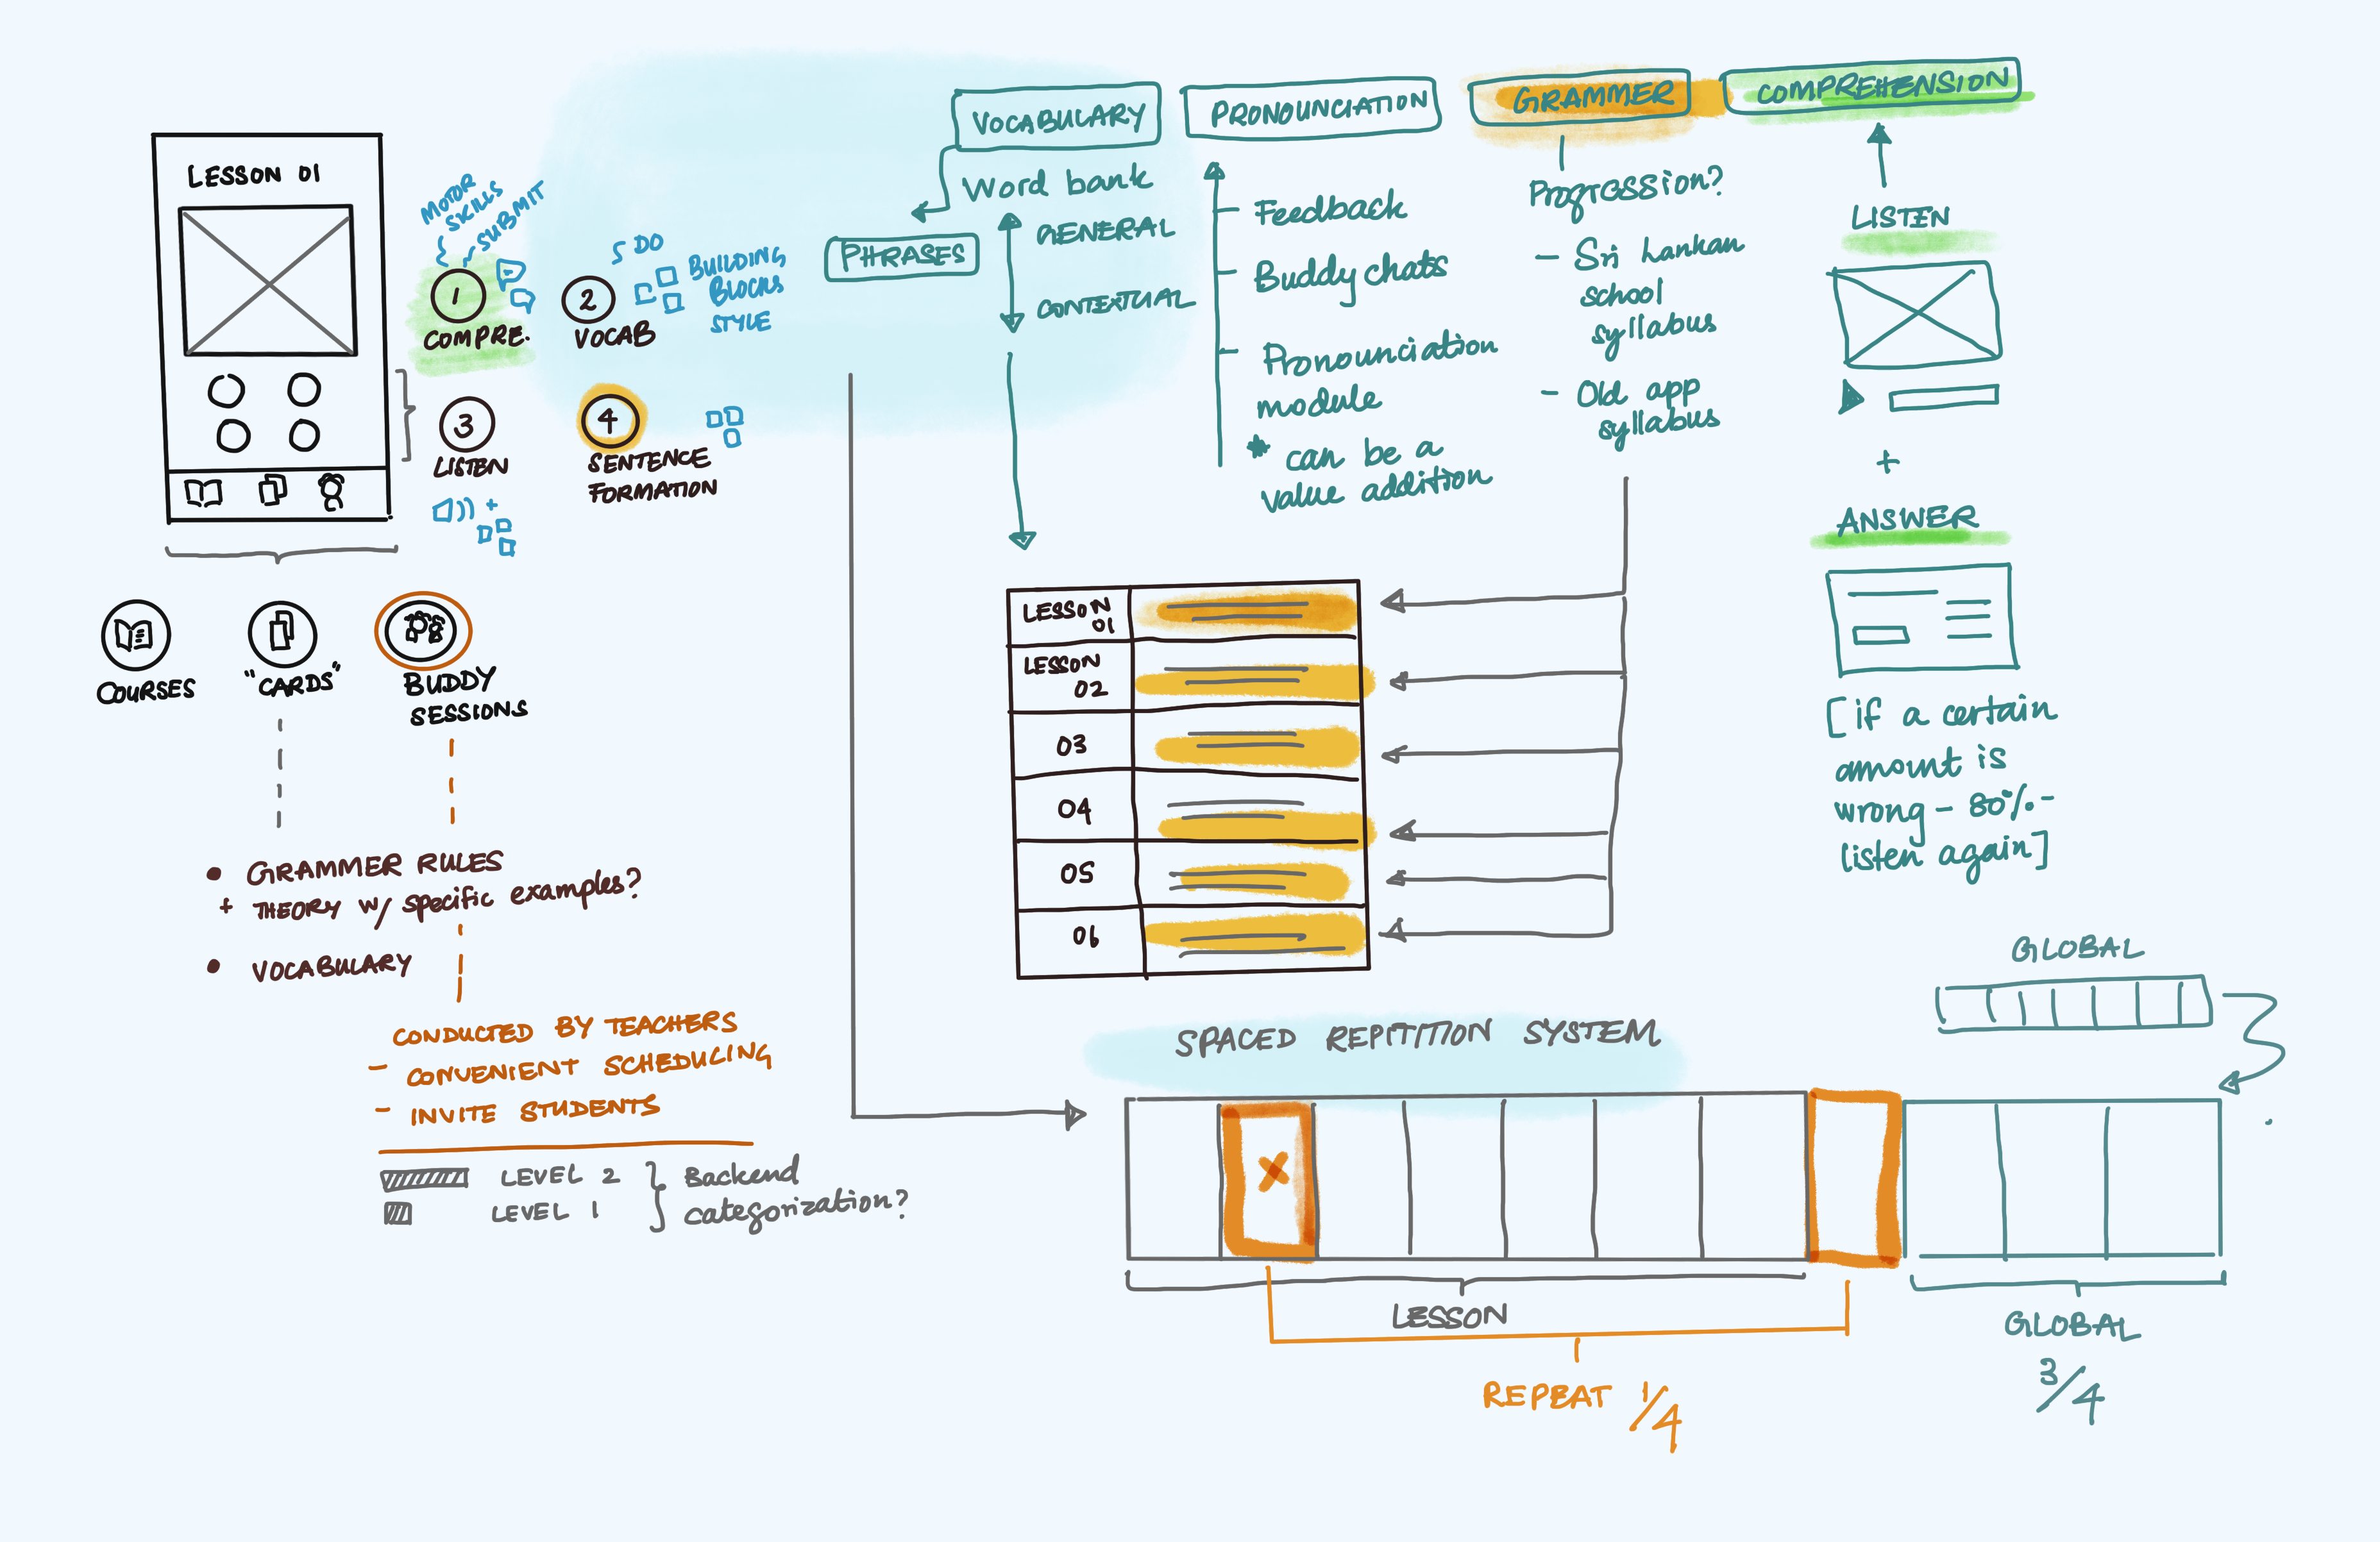 LESSON 01
MOTOR
SKILLS
SUBMIT
1
COMPRE.
2
VOCAB
5 DO
BUILDING
BLOCKS
STYLE
3
LISTEN
+
4
SENTENCE
FORMATION
COURSES
"CARDS"
BUDDY
SESSIONS
• GRAMMER RULES
+ THEORY w/ specific examples?
• VOCABULARY
CONDUCTED BY TEACHERS
- CONVENIENT SCHEDUCING
- INVITE STUDENTS
LEVEL 2
LEVEL 1
Backend
categorization?
VOCABULARY
Word bank
PHRASES
GENERAL
CONTEXTUAL
PRONOUNCIATION
- Feedback
- Buddy chats
- Pronounciation
module
* can be a
value addition
GRAMMER
Progression?
- Sri Lankan
school
syllabus
- Old app
syllabus
COMPREHENSION
LISTEN
+
ANSWER
[if a certain
amount is
wrong - 80% -
listen again]
LESSON
01
LESSON
02
03
04
05
06
SPACED REPITITION SYSTEM
GLOBAL
X
LESSON
REPEAT 1/4
GLOBAL
3/4